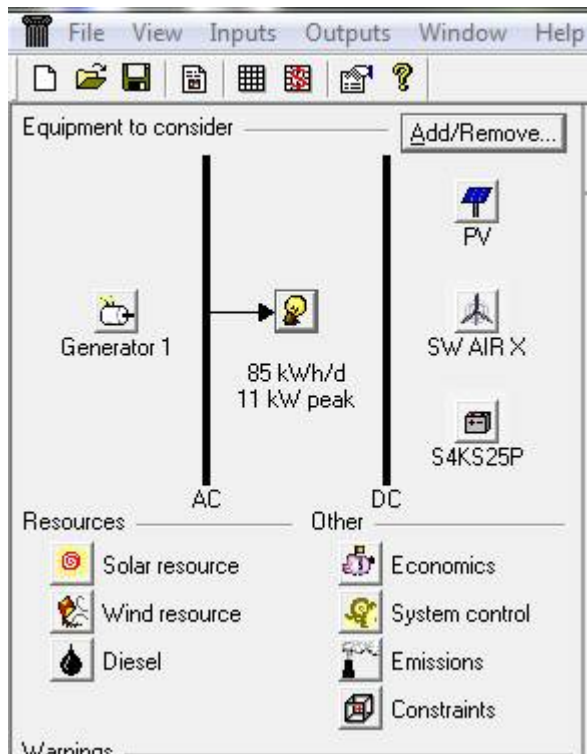 File View Inputs Outputs Window Help
Equipment to consider Add/Remove...
PV
Generator 1
SW AIR X
85 kWh/d
11 kW peak
S4KS25P
AC DC
Resources Other
Solar resource Economics
Wind resource System control
Diesel Emissions
Constraints
Warnings